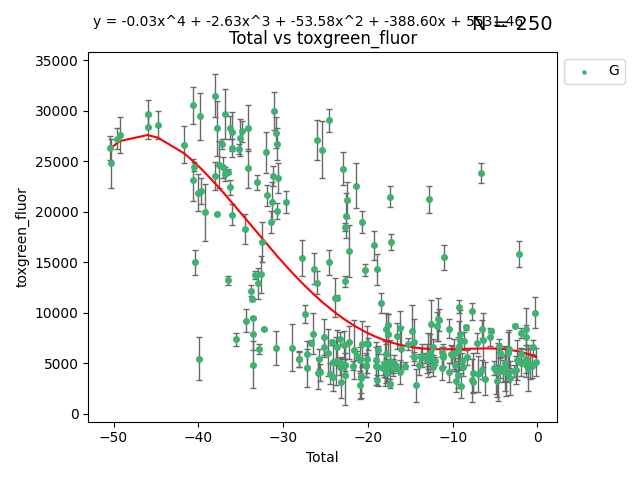 y = -0.03x^4 + -2.63x^3 + -53.58x^2 + -388.60x + 5531.46
N = 250
Total vs toxgreen_fluor
G
toxgreen_fluor
35000
30000
25000
20000
15000
10000
5000
0
−50
−40
−30
−20
−10
0
Total